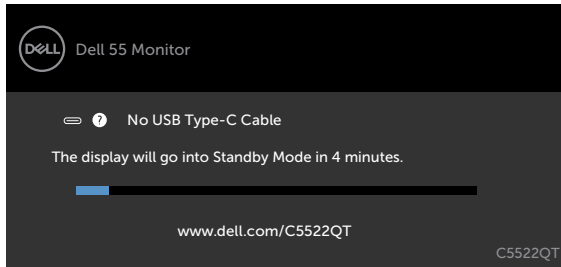 DELL Dell 55 Monitor
? No USB Type-C Cable
The display will go into Standby Mode in 4 minutes.
www.dell.com/C5522QT
C5522QT